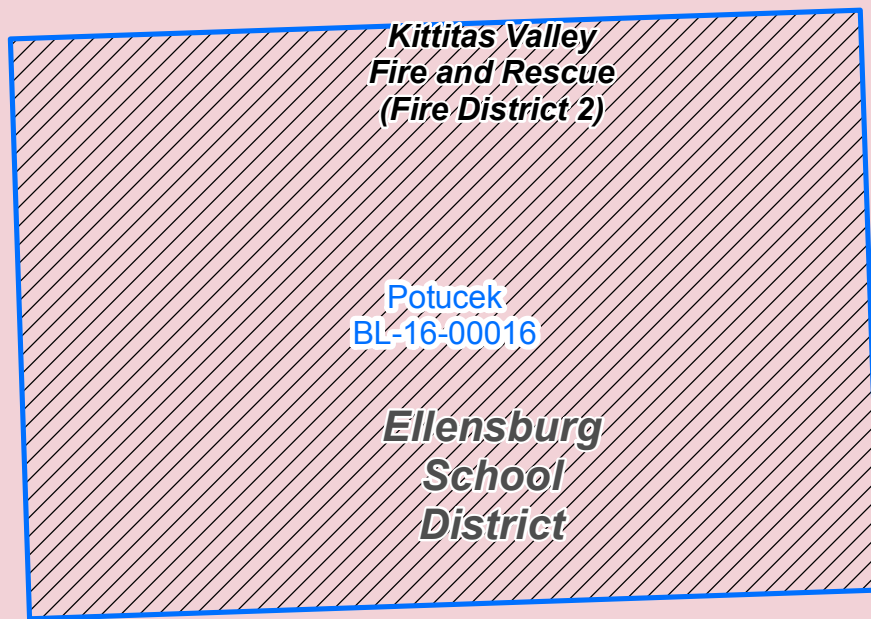 Kittitas Valley
Fire and Rescue
(Fire District 2)
Potucek
BL-16-00016
Ellensburg
School
District